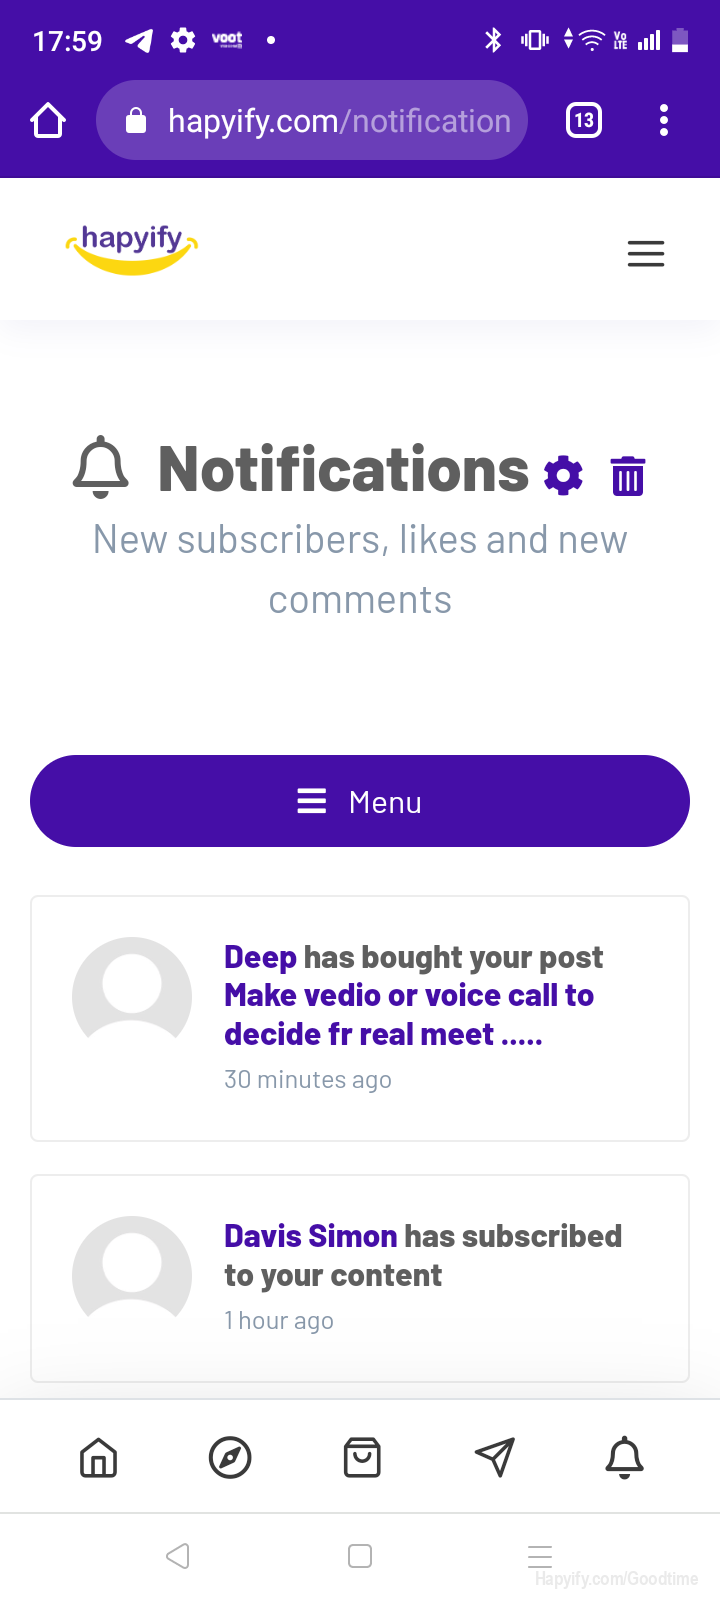 17:59
voot
Vo
LTE
hapyify.com/notification
13
hapyify
Notifications
New subscribers, likes and new
comments
Menu
Deep has bought your post
Make vedio or voice call to
decide fr real meet .....
30 minutes ago
Davis Simon has subscribed
to your content
1 hour ago
Hapyify.com/Goodtime